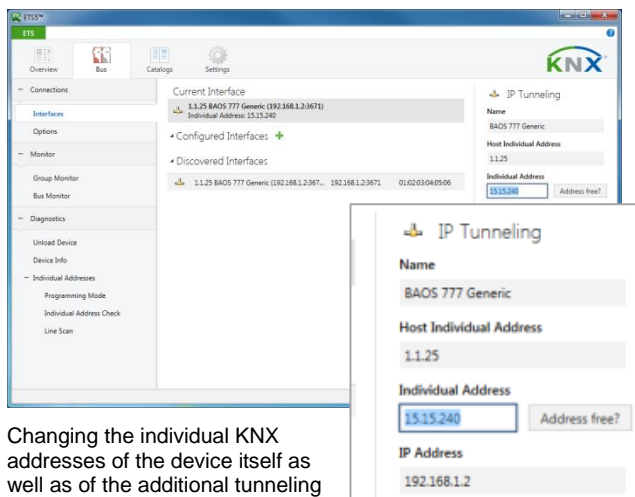 ETS5™
ETS
Overview Bus Catalogs Settings
KNX
Connections
Interfaces
Options
Monitor
Group Monitor
Bus Monitor
Diagnostics
Unload Device
Device Info
Individual Addresses
Programming Mode
Individual Address Check
Line Scan
Current Interface
1.1.25 BAOS 777 Generic (192.168.1.2:3671)
Individual Address: 15.15.240
Configured Interfaces
Discovered Interfaces
1.1.25 BAOS 777 Generic (192.168.1.2:367... 192.168.1.2:3671 01:02:03:04:05:06
IP Tunneling
Name
BAOS 777 Generic
Host Individual Address
1.1.25
Individual Address
15.15.240 Address free?
IP Tunneling
Name
BAOS 777 Generic
Host Individual Address
1.1.25
Individual Address
15.15.240 Address free?
IP Address
192.168.1.2
Changing the individual KNX
addresses of the device itself as
well as of the additional tunneling